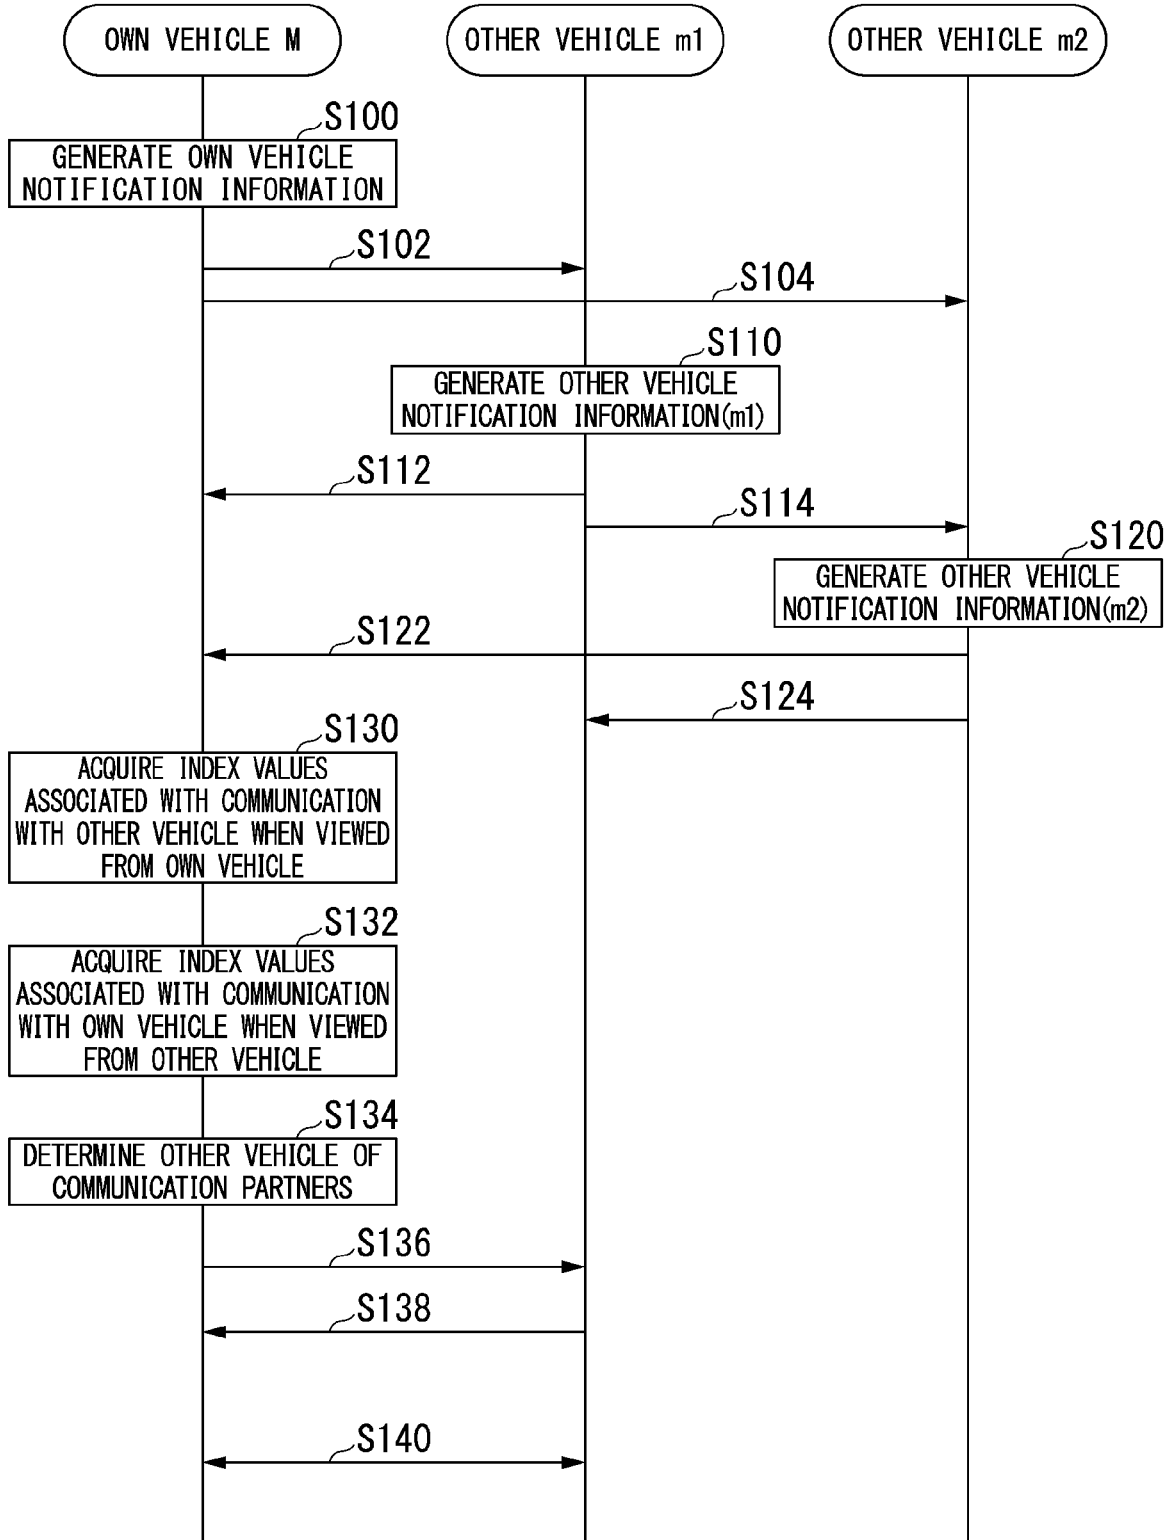 OWN VEHICLE M
OTHER VEHICLE m1
OTHER VEHICLE m2
S100
GENERATE OWN VEHICLE
NOTIFICATION INFORMATION
S102
S104
S110
GENERATE OTHER VEHICLE
NOTIFICATION INFORMATION(m1)
S112
S114
S120
GENERATE OTHER VEHICLE
NOTIFICATION INFORMATION(m2)
S122
S124
S130
ACQUIRE INDEX VALUES
ASSOCIATED WITH COMMUNICATION
WITH OTHER VEHICLE WHEN VIEWED
FROM OWN VEHICLE
S132
ACQUIRE INDEX VALUES
ASSOCIATED WITH COMMUNICATION
WITH OWN VEHICLE WHEN VIEWED
FROM OTHER VEHICLE
S134
DETERMINE OTHER VEHICLE OF
COMMUNICATION PARTNERS
S136
S138
S140